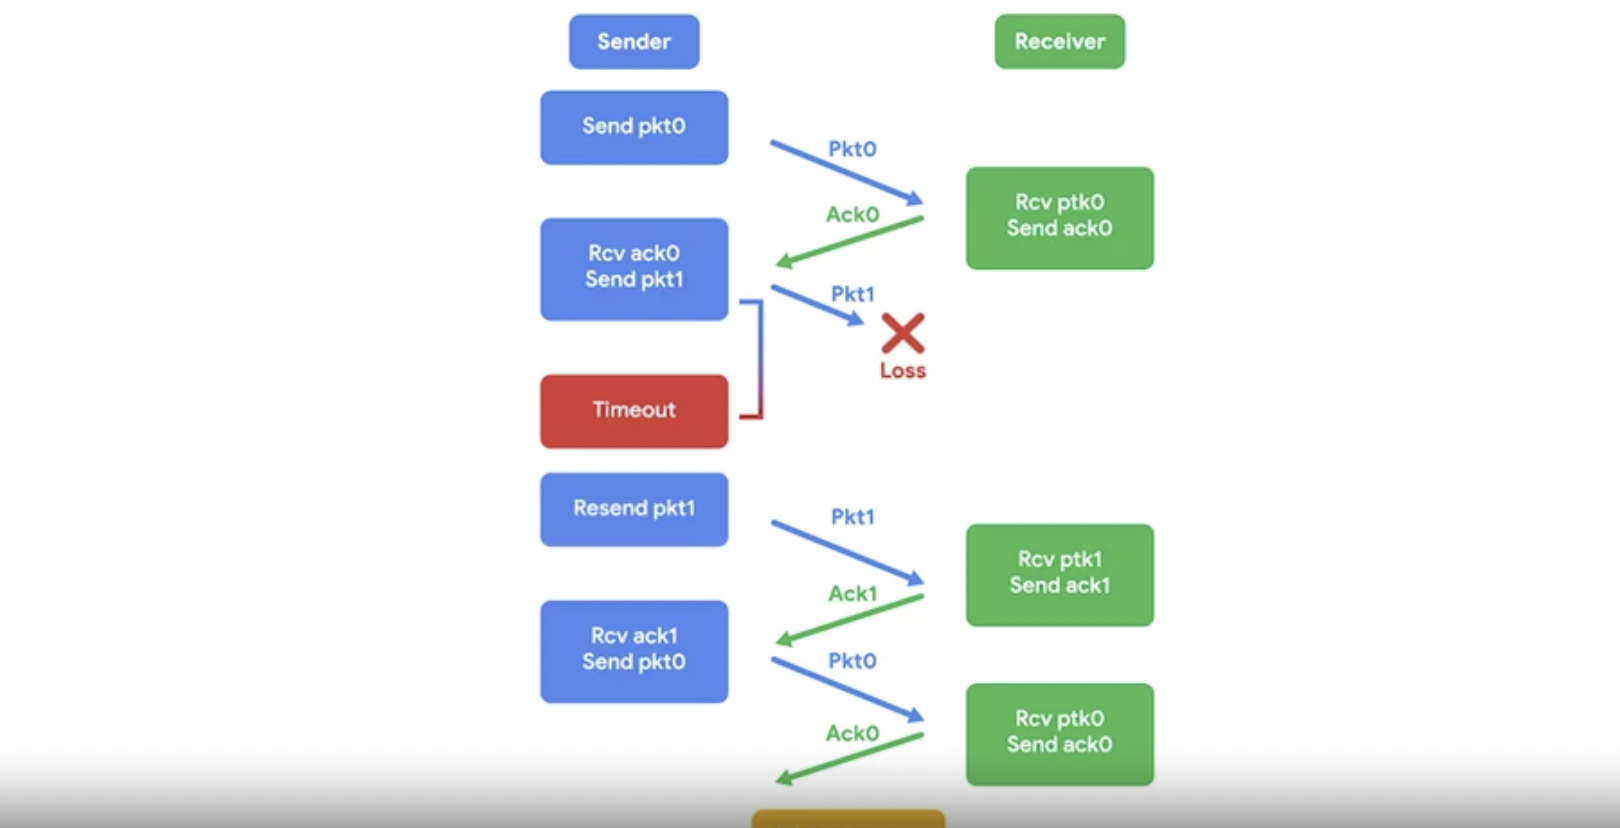 Sender
Receiver
Send pkt0
Pkt0
Rcv ptk0
Send ack0
Ack0
Rcv ack0
Send pkt1
Pkt1
Loss
Timeout
Resend pkt1
Pkt1
Rcv ptk1
Send ack1
Ack1
Rcv ack1
Send pkt0
Pkt0
Rcv ptk0
Send ack0
Ack0